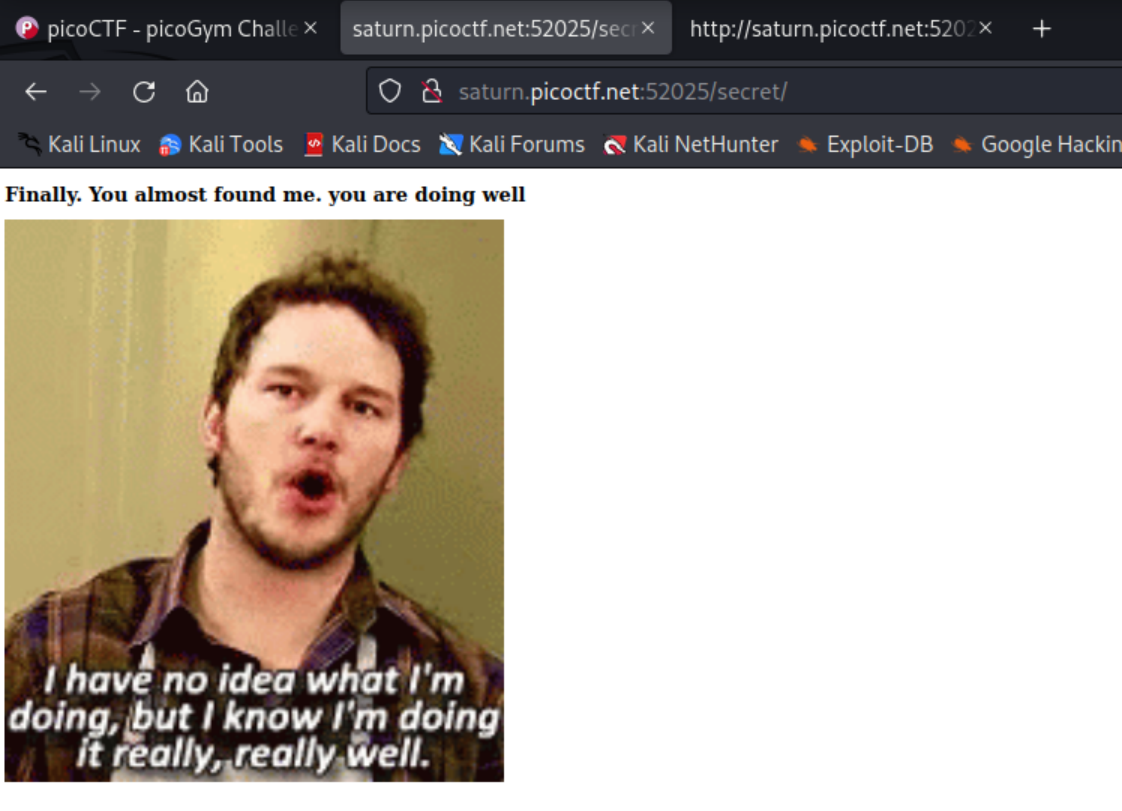 picoCTF - picoGym Challe
saturn.picoctf.net:52025/sec
http://saturn.picoctf.net:5202
saturn.picoctf.net:52025/secret/
Kali Linux
Kali Tools
Kali Docs
Kali Forums
Kali NetHunter
Exploit-DB
Google Hackin
Finally. You almost found me. you are doing well
I have no idea what I'm
doing, but I know I'm doing
it really, really well.